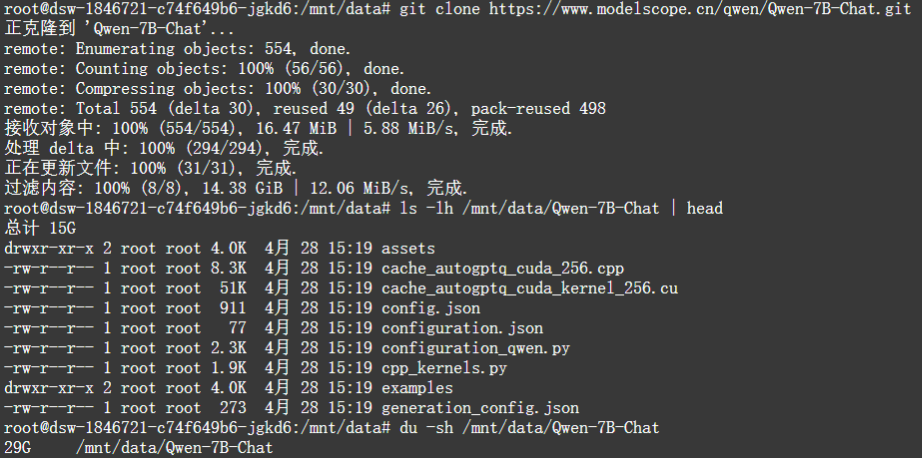 root@dsw-1846721-c74f649b6-jgkd6:/mnt/data# git clone https://www.modelscope.cn/qwen/Qwen-7B-Chat.git
正克隆到 'Qwen-7B-Chat'...
remote: Enumerating objects: 554, done.
remote: Counting objects: 100% (56/56), done.
remote: Compressing objects: 100% (30/30), done.
remote: Total 554 (delta 30), reused 49 (delta 26), pack-reused 498
接收对象中: 100% (554/554), 16.47 MiB | 5.88 MiB/s, 完成.
处理 delta 中: 100% (294/294), 完成.
正在更新文件: 100% (31/31), 完成.
过滤内容: 100% (8/8), 14.38 GiB | 12.06 MiB/s, 完成.
root@dsw-1846721-c74f649b6-jgkd6:/mnt/data# ls -lh /mnt/data/Qwen-7B-Chat | head
总计 15G
drwxr-xr-x 2 root root 4.0K  4月 28 15:19 assets
-rw-r--r-- 1 root root 8.3K  4月 28 15:19 cache_autogptq_cuda_256.cpp
-rw-r--r-- 1 root root  51K  4月 28 15:19 cache_autogptq_cuda_kernel_256.cu
-rw-r--r-- 1 root root  911  4月 28 15:19 config.json
-rw-r--r-- 1 root root   77  4月 28 15:19 configuration.json
-rw-r--r-- 1 root root 2.3K  4月 28 15:19 configuration_qwen.py
-rw-r--r-- 1 root root 1.9K  4月 28 15:19 cpp_kernels.py
drwxr-xr-x 2 root root 4.0K  4月 28 15:19 examples
-rw-r--r-- 1 root root  273  4月 28 15:19 generation_config.json
root@dsw-1846721-c74f649b6-jgkd6:/mnt/data# du -sh /mnt/data/Qwen-7B-Chat
29G     /mnt/data/Qwen-7B-Chat